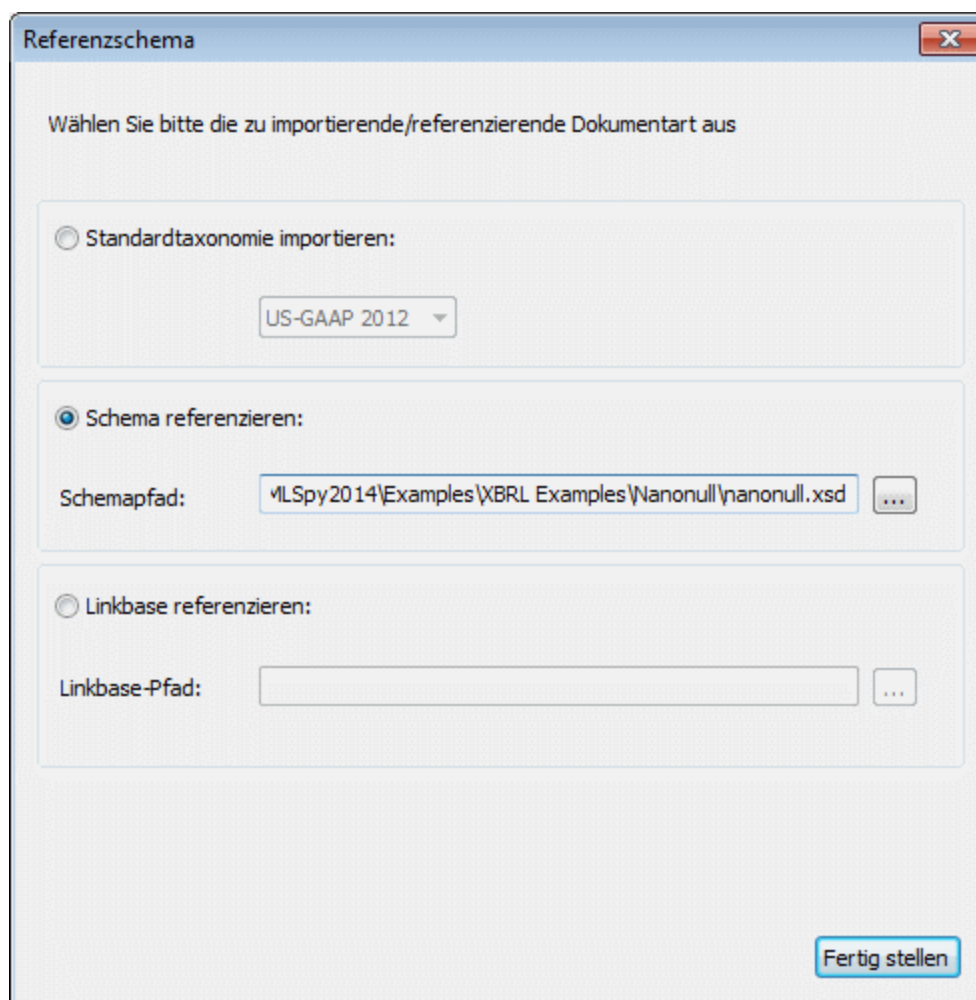 Referenzschema
Wählen Sie bitte die zu importierende/referenzierende Dokumentart aus
Standardtaxonomie importieren:
US-GAAP 2012
Schema referenzieren:
Schemapfad: MLSpy2014\Examples\XBRL Examples\Nanonull\nanonull.xsd ...
Linkbase referenzieren:
Linkbase-Pfad: ...
Fertig stellen